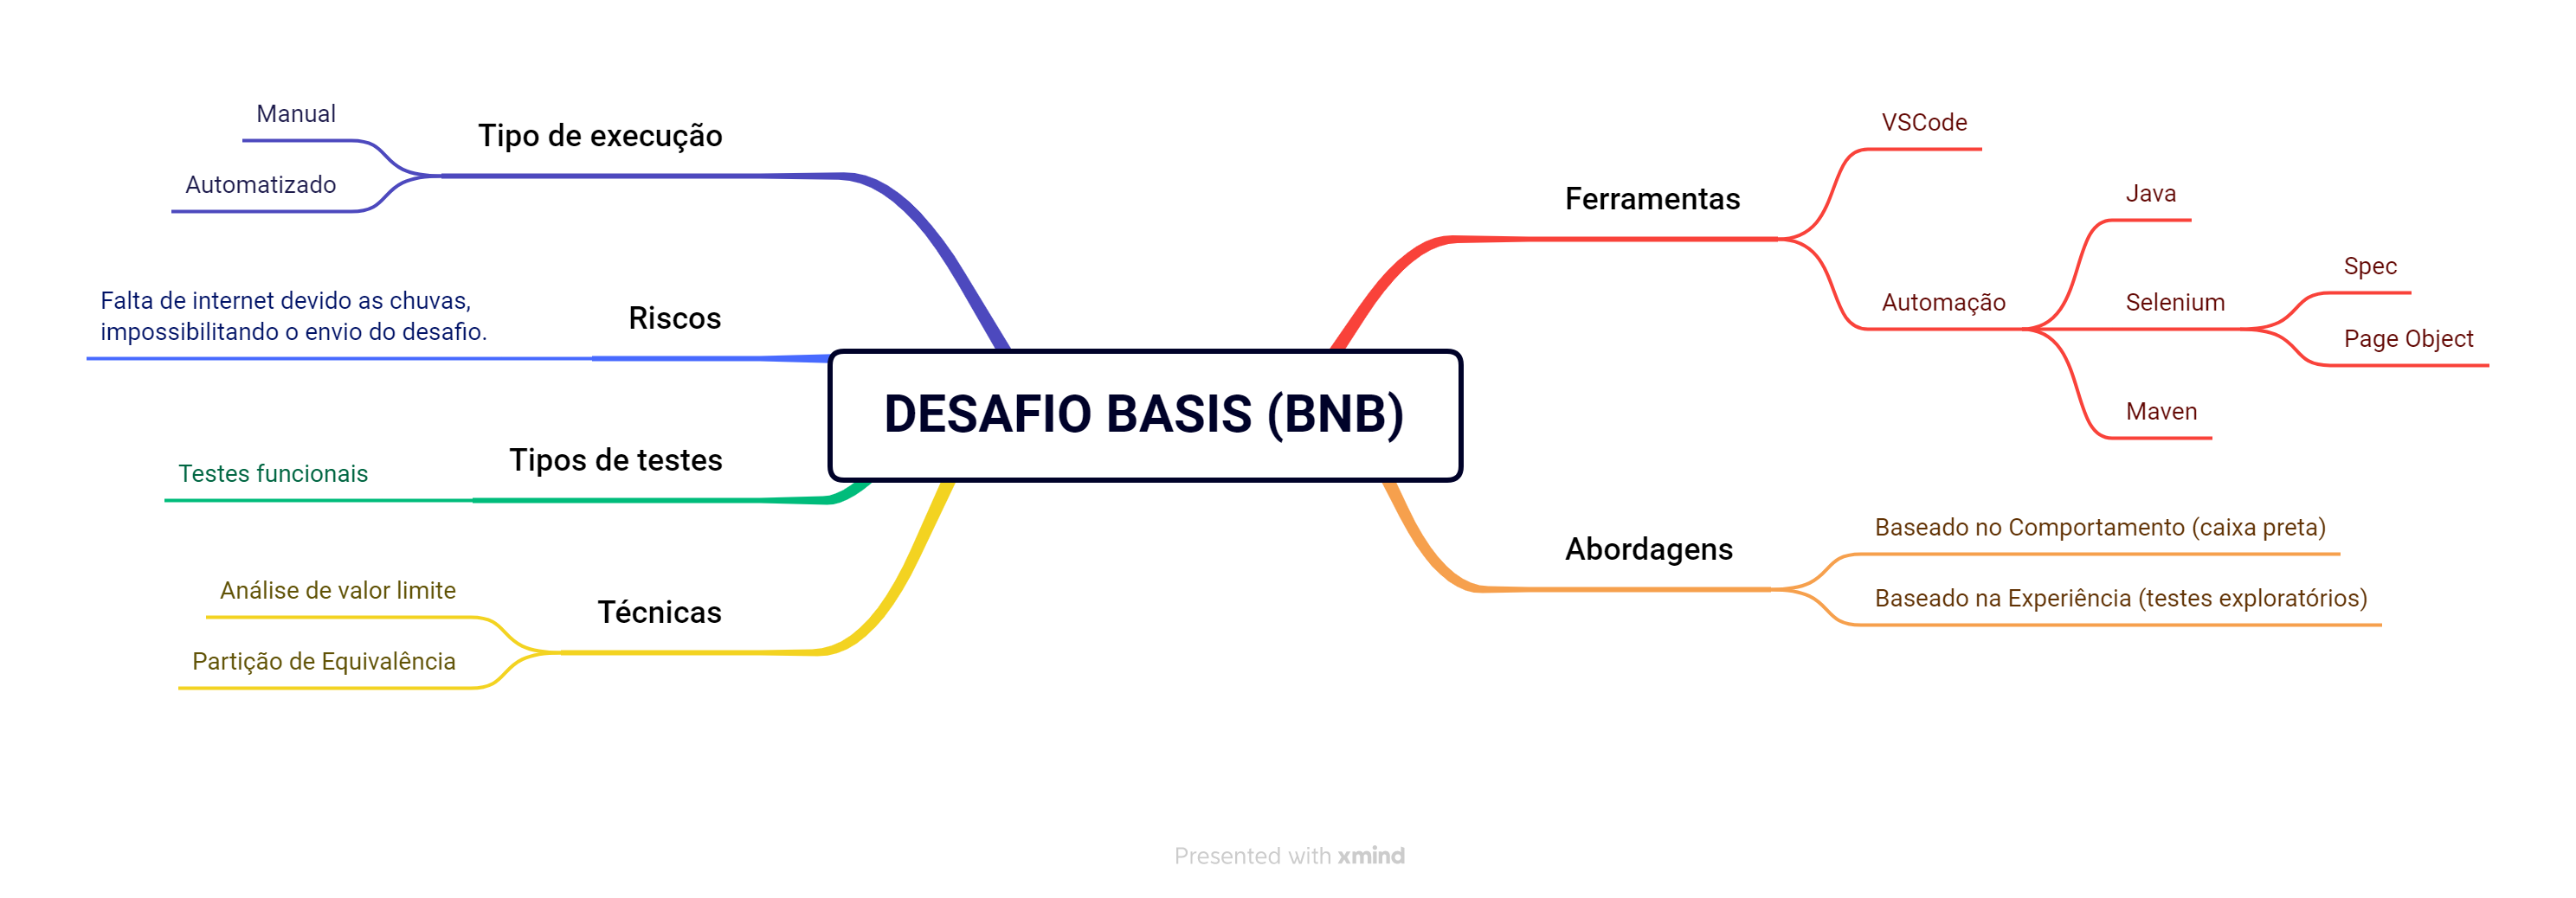 Tipo de execução
Manual
Automatizado
Riscos
Falta de internet devido as chuvas,
impossibilitando o envio do desafio.
Tipos de testes
Testes funcionais
Técnicas
Análise de valor limite
Partição de Equivalência
DESAFIO BASIS (BNB)
Ferramentas
VSCode
Automação
Java
Selenium
Spec
Page Object
Maven
Abordagens
Baseado no Comportamento (caixa preta)
Baseado na Experiência (testes exploratórios)
Presented with xmind